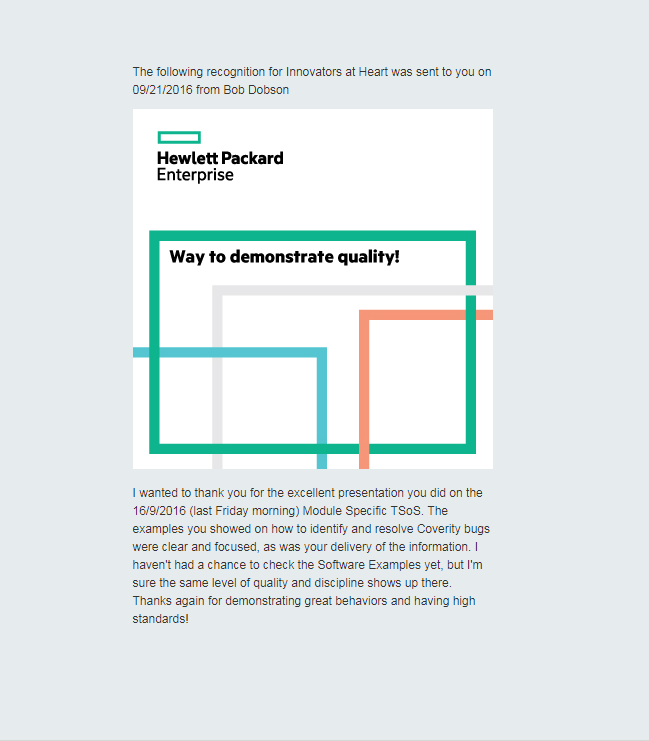 The following recognition for Innovators at Heart was sent to you on
09/21/2016 from Bob Dobson
Hewlett Packard
Enterprise
Way to demonstrate quality!
I wanted to thank you for the excellent presentation you did on the
16/9/2016 (last Friday morning) Module Specific TSoS. The
examples you showed on how to identify and resolve Coverity bugs
were clear and focused, as was your delivery of the information. I
haven't had a chance to check the Software Examples yet, but I'm
sure the same level of quality and discipline shows up there.
Thanks again for demonstrating great behaviors and having high
standards!